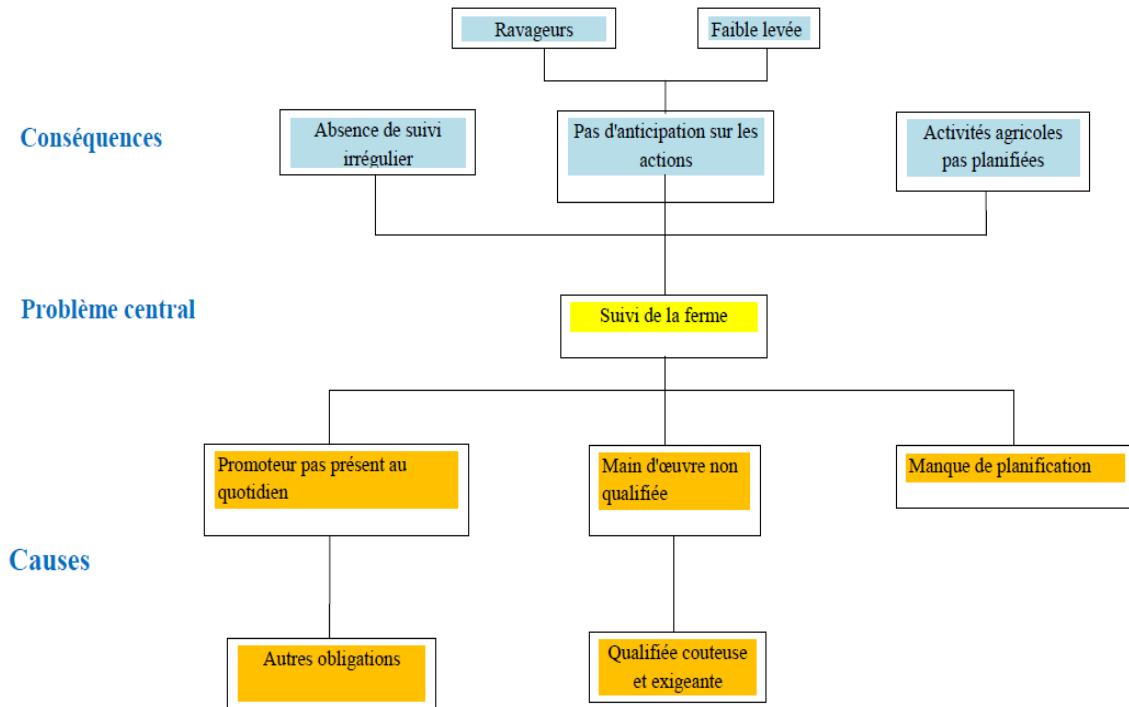 Ravageurs
Faible levée
Conséquences
Absence de suivi
irrégulier
Pas d'anticipation sur les
actions
Activités agricoles
pas planifiées
Problème central
Suivi de la ferme
Promoteur pas présent au
quotidien
Main d'œuvre non
qualifiée
Manque de planification
Causes
Autres obligations
Qualifiée couteuse
et exigeante